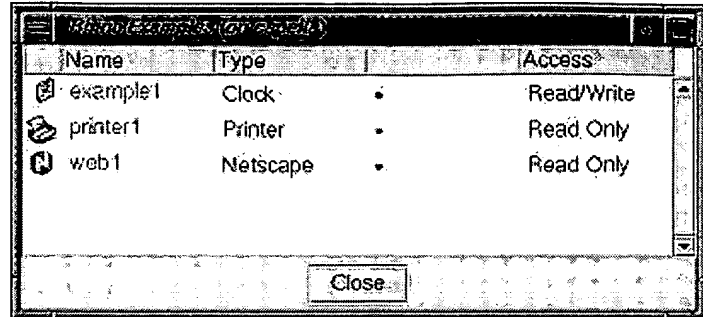 Name Type Access
example1 Clock Read/Write
printer1 Printer Read Only
web1 Netscape Read Only
Close